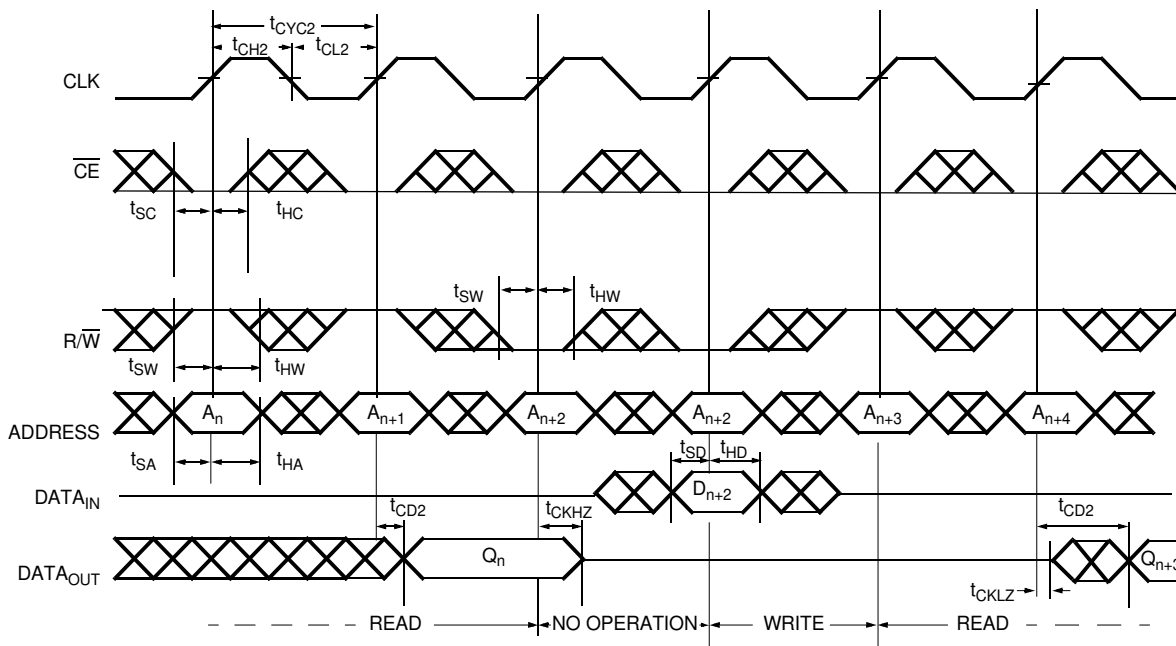 tCYC2
tCH2 tCL2
CLK
CE
tSC tHC
tSW tHW
R/W
tSW tHW
An An+1 An+2 An+2 An+3 An+4
ADDRESS
tSA tHA tSD tHD
DATAIN Dn+2
tCD2 tCKHZ tCD2
DATAOUT Qn Qn+3
tCKLZ
READ NO OPERATION WRITE READ